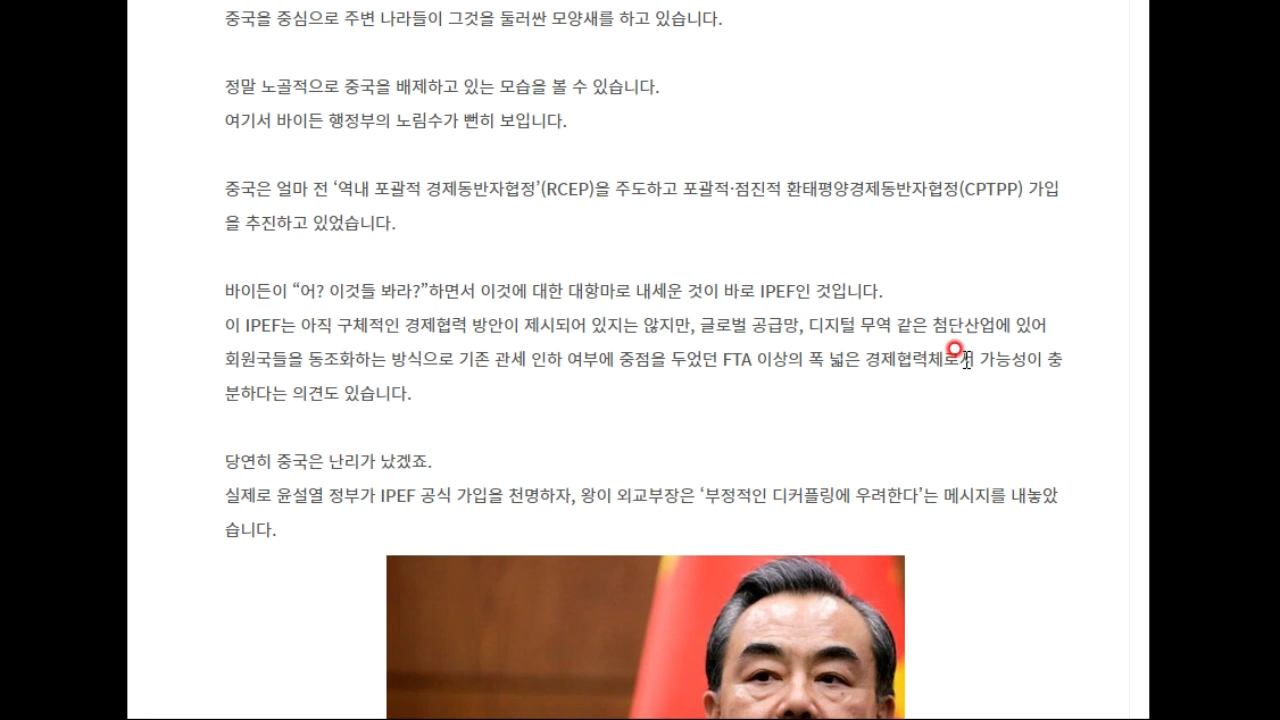 중국을 중심으로 주변 나라들이 그것을 둘러싼 모양새를 하고 있습니다.
정말 노골적으로 중국을 배제하고 있는 모습을 볼 수 있습니다.
여기서 바이든 행정부의 노림수가 뻔히 보입니다.
중국은 얼마 전 ‘역내 포괄적 경제동반자협정’(RCEP)을 주도하고 포괄적·점진적 환태평양경제동반자협정(CPTPP) 가입
을 추진하고 있었습니다.
바이든이 “어? 이것들 봐라?”하면서 이것에 대한 대항마로 내세운 것이 바로 IPEF인 것입니다.
이 IPEF는 아직 구체적인 경제협력 방안이 제시되어 있지는 않지만, 글로벌 공급망, 디지털 무역 같은 첨단산업에 있어
회원국들을 동조화하는 방식으로 기존 관세 인하 여부에 중점을 두었던 FTA 이상의 폭 넓은 경제협력체로서 가능성이 충
분하다는 의견도 있습니다.
당연히 중국은 난리가 났겠죠.
실제로 윤설열 정부가 IPEF 공식 가입을 천명하자, 왕이 외교부장은 ‘부정적인 디커플링에 우려한다’는 메시지를 내놓았
습니다.